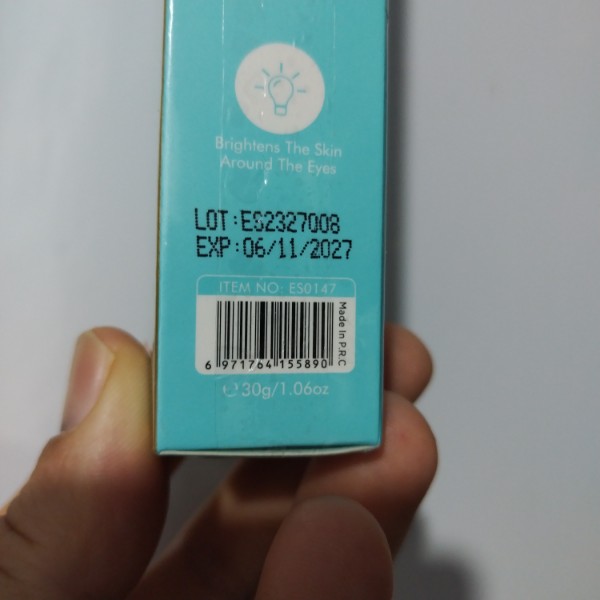 Brightens The Skin
Around The Eyes
LOT:ES2327008
EXP:06/11/2027
ITEM NO: ES0147
Made In P.R.C
6 971764 155890
℮ 30g/1.06oz